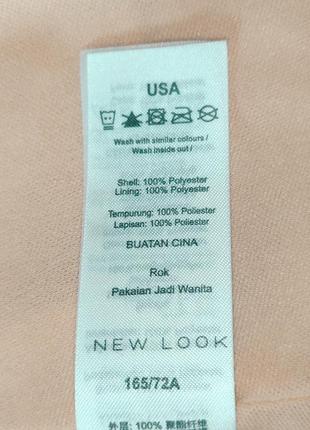 USA
Wash with similar colours /
Wash inside out /
Shell: 100% Polyester
Lining: 100% Polyester
Tempurung: 100% Poliester
Lapisan: 100% Poliester
BUATAN CINA
Rok
Pakaian Jadi Wanita
NEW LOOK
165/72A
外层: 100% 聚酯纤维